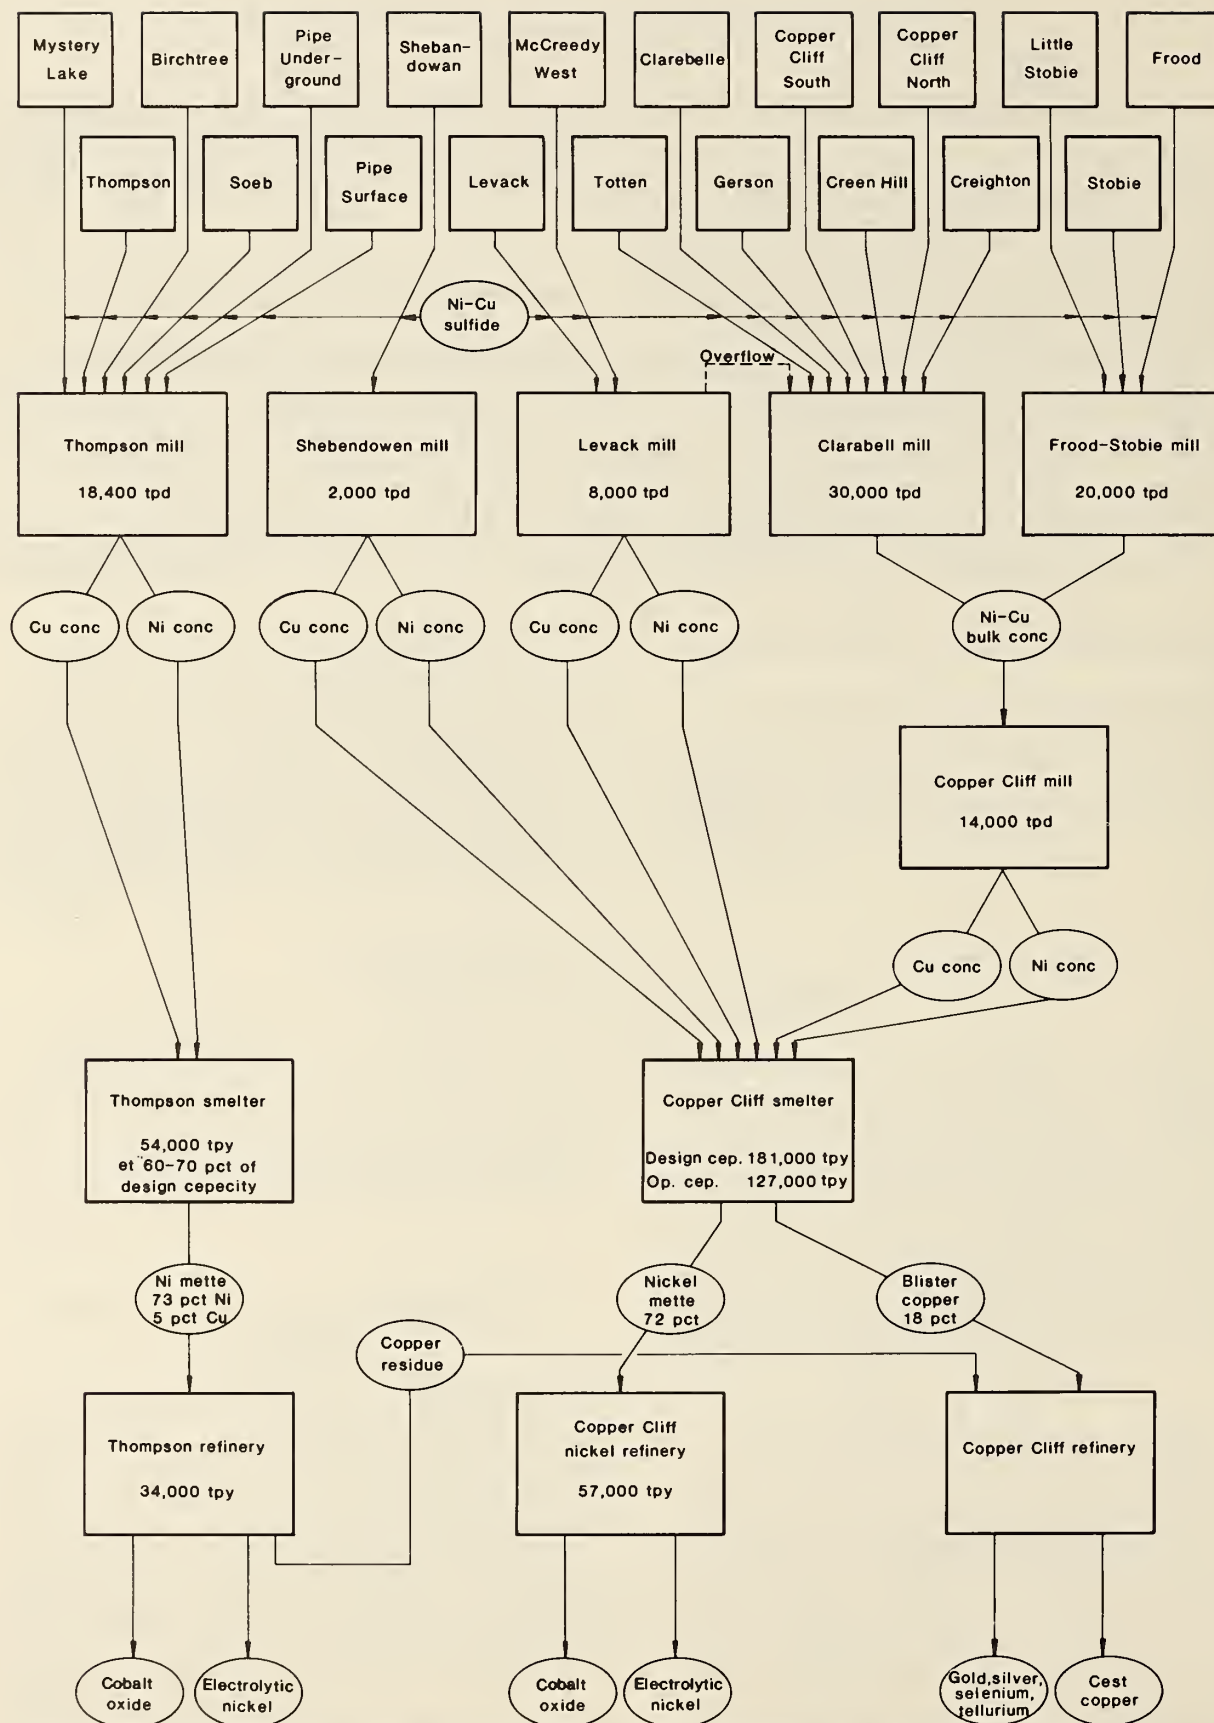 Mystery
Lake
Birchtree
Pipe
Under-
ground
Sheban-
dowan
McCreedy
West
Clarebelle
Copper
Cliff
South
Copper
Cliff
North
Little
Stobie
Frood
Thompson
Soeb
Pipe
Surface
Levack
Totten
Gerson
Creen Hill
Creighton
Stobie
Ni-Cu
sulfide
Overflow
Thompson mill
18,400 tpd
Shebendowen mill
2,000 tpd
Levack mill
8,000 tpd
Clarabell mill
30,000 tpd
Frood-Stobie mill
20,000 tpd
Cu conc
Ni conc
Cu conc
Ni conc
Cu conc
Ni conc
Ni-Cu
bulk conc
Copper Cliff mill
14,000 tpd
Cu conc
Ni conc
Thompson smelter
54,000 tpy
et 60-70 pct of
design cepecity
Copper Cliff smelter
Design cep. 181,000 tpy
Op. cep. 127,000 tpy
Ni mette
73 pct Ni
5 pct Cu
Nickel
mette
72 pct
Blister
copper
18 pct
Copper
residue
Thompson refinery
34,000 tpy
Copper Cliff
nickel refinery
57,000 tpy
Copper Cliff refinery
Cobalt
oxide
Electrolytic
nickel
Cobalt
oxide
Electrolytic
nickel
Gold, silver,
selenium,
tellurium
Cest
copper